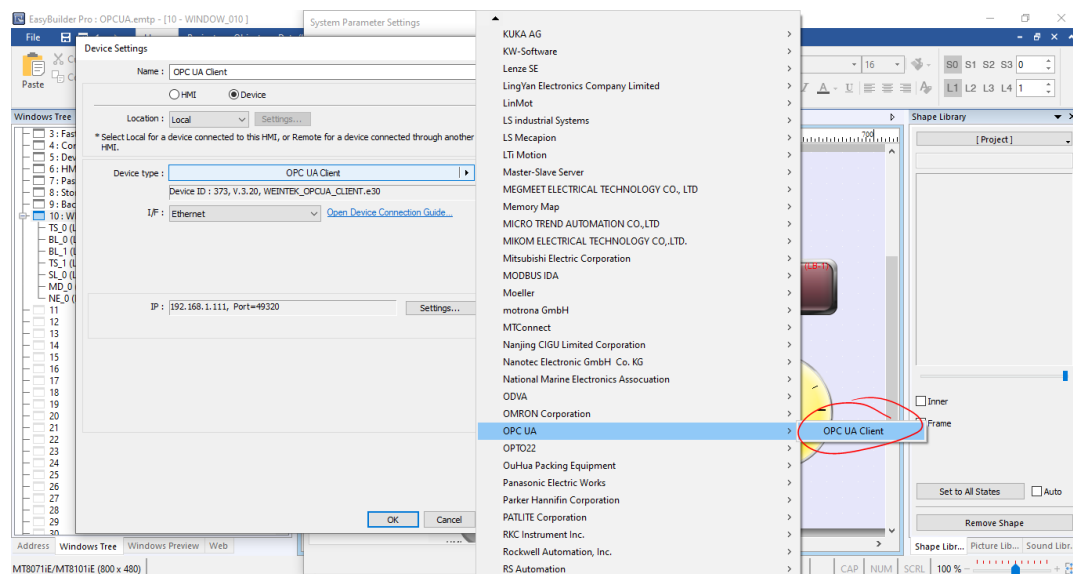 EasyBuilder Pro : OPCUA.emtp - [10 - WINDOW_010 ]
System Parameter Settings
File
Paste
16
S0 S1 S2 S3 0
L1 L2 L3 L4 1
Device Settings
Name : OPC UA Client
HMI Device
Location : Local Settings...
* Select Local for a device connected to this HMI, or Remote for a device connected through another
HMI.
Device type : OPC UA Client
Device ID : 373, V.3.20, WEINTEK_OPCUA_CLIENT.e30
I/F : Ethernet Open Device Connection Guide...
IP : 192.168.1.111, Port=49320 Settings...
OK Cancel
Windows Tree
3 : Fas
4 : Cor
5 : Dev
6 : HM
7 : Pas
8 : Sto
9 : Bac
10 : WI
TS_0 (L
BL_0 (L
BL_1 (L
TS_1 (L
SL_0 (L
MD_0
NE_0 (
11
12
13
14
15
16
17
18
19
20
21
22
23
24
25
26
27
28
29
30
KUKA AG
KW-Software
Lenze SE
LingYan Electronics Company Limited
LinMot
LS industrial Systems
LS Mecapion
LTi Motion
Master-Slave Server
MEGMEET ELECTRICAL TECHNOLOGY CO., LTD
Memory Map
MICRO TREND AUTOMATION CO.,LTD
MIKOM ELECTRICAL TECHNOLOGY CO,.LTD.
Mitsubishi Electric Corporation
MODBUS IDA
Moeller
motrona GmbH
MTConnect
Nanjing CIGU Limited Corporation
Nanotec Electronic GmbH Co. KG
National Marine Electronics Assocuation
ODVA
OMRON Corporation
OPC UA
OPC UA Client
OPTO22
OuHua Packing Equipment
Panasonic Electric Works
Parker Hannifin Corporation
PATLITE Corporation
RKC Instrument Inc.
Rockwell Automation, Inc.
RS Automation
700
(LB-1)
Shape Library
[ Project ]
Inner
Frame
Set to All States Auto
Remove Shape
Address Windows Tree Windows Preview Web
Shape Libr... Picture Lib... Sound Libr.
MT8071iE/MT8101iE (800 x 480)
CAP NUM SCRL 100 %